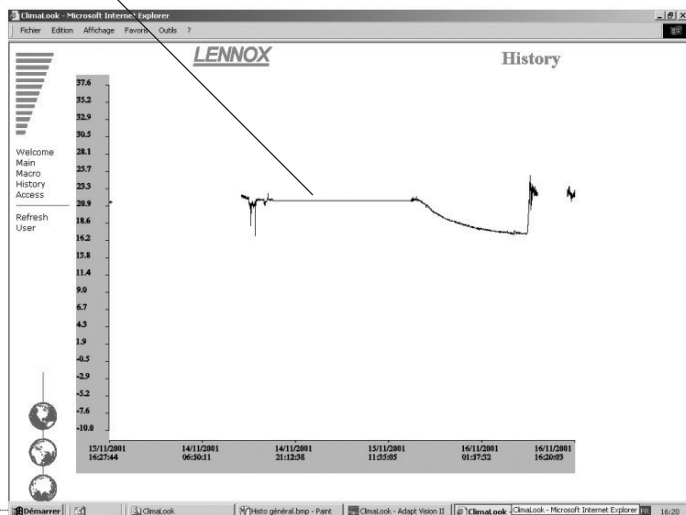 ClimaLook - Microsoft Internet Explorer
Fichier Edition Affichage Favoris Outils ?
LENNOX
History
Welcome
Main
Macro
History
Access
Refresh
User
37.6
35.2
32.9
30.5
28.1
25.7
23.3
20.9
18.6
16.2
13.8
11.4
9.0
6.7
4.3
1.9
-0.5
-2.9
-5.2
-7.6
-10.0
13/11/2001 14/11/2001 14/11/2001 15/11/2001 16/11/2001 16/11/2001
16:27:44 06:50:11 21:12:38 11:35:05 01:57:32 16:20:03
Démarrer ClimaLook Histo général.bmp - Paint ClimaLook - Adapt Vision II ClimaLook - ClimaLook - Microsoft Internet Explorer FR 16:20